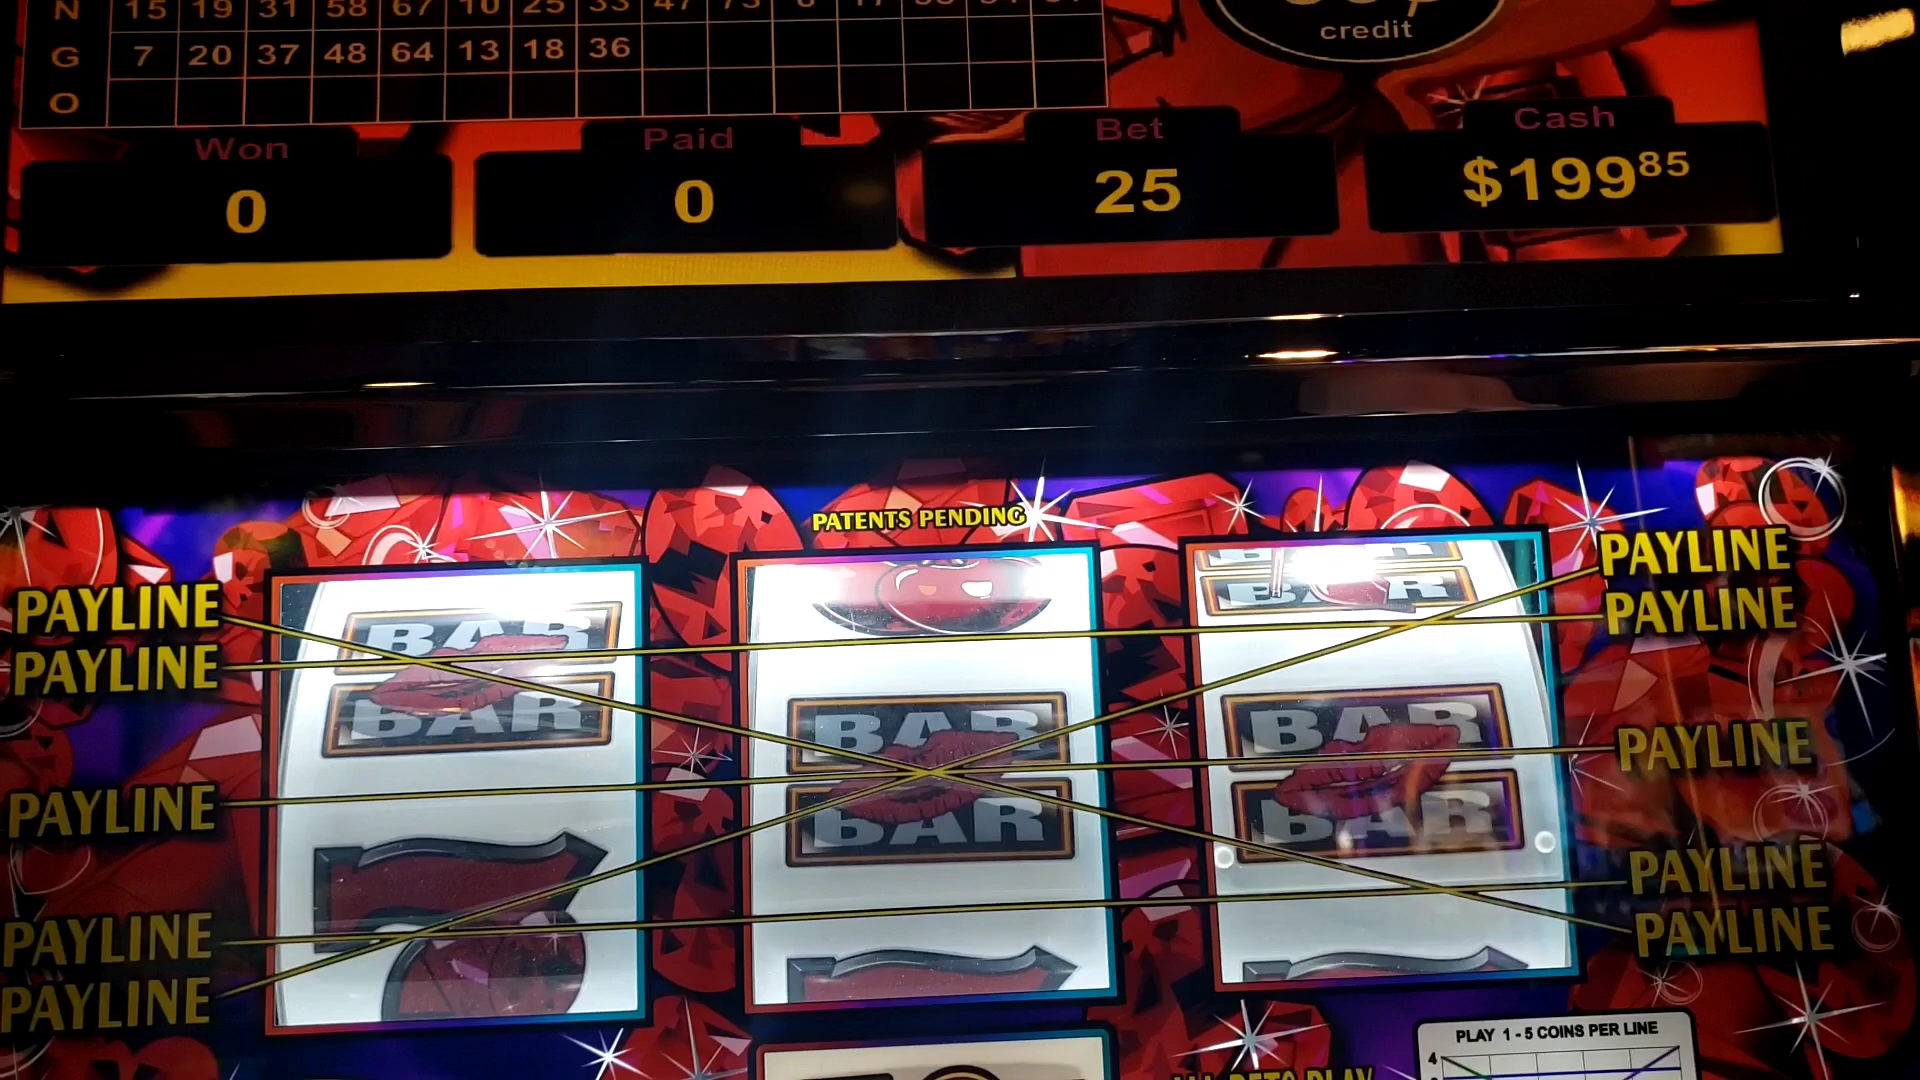 N 15 19 31 58 67 10 25 33 47 73
credit
G 7 20 37 48 64 13 18 36
O
Won Paid Bet Cash
0 0 25 $199 85
PATENTS PENDING
PAYLINE PAYLINE
PAYLINE PAYLINE
BAR BAR
BAR BAR BAR
PAYLINE PAYLINE
BAR BAR
PAYLINE PAYLINE
PAYLINE PAYLINE
PLAY 1 - 5 COINS PER LINE
4